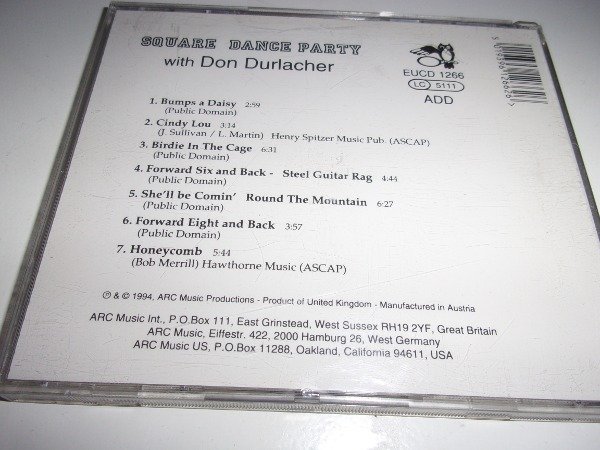 SQUARE DANCE PARTY
with Don Durlacher
EUCD 1266
LC 5111
ADD
1. Bumps a Daisy 2:59
(Public Domain)
2. Cindy Lou 3:14
(J. Sullivan / L. Martin) Henry Spitzer Music Pub. (ASCAP)
3. Birdie In The Cage 6:31
(Public Domain)
4. Forward Six and Back - Steel Guitar Rag 4:44
(Public Domain)
5. She'll be Comin' Round The Mountain 6:27
(Public Domain)
6. Forward Eight and Back 3:57
(Public Domain)
7. Honeycomb 5:44
(Bob Merrill) Hawthorne Music (ASCAP)
℗ & © 1994, ARC Music Productions - Product of United Kingdom - Manufactured in Austria
ARC Music Int., P.O.Box 111, East Grinstead, West Sussex RH19 2YF, Great Britain
ARC Music, Eiffestr. 422, 2000 Hamburg 26, West Germany
ARC Music US, P.O.Box 11288, Oakland, California 94611, USA